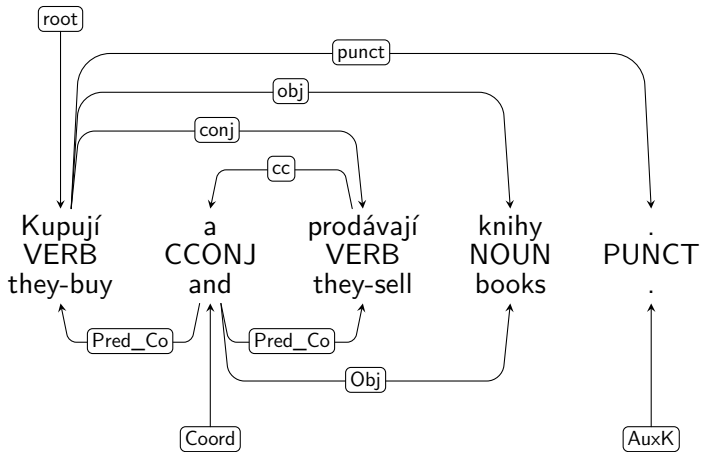 root
punct
obj
conj
cc
Kupují a prodávají knihy .
VERB CCONJ VERB NOUN PUNCT
they-buy and they-sell books .
Pred_Co Pred_Co
Obj
Coord AuxK